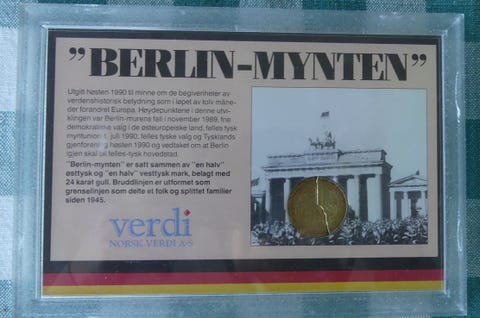 ”BERLIN-MYNTEN”
Utgitt høsten 1990 til minne om de begivenheter av
verdenshistorisk betydning som i løpet av tolv måne-
der forandret Europa. Høydepunktene i denne utvi-
klingen var Berlin-murens fall i november 1989, frie
demokratiske valg i de østeuropeiske land, felles tysk
myntunion 1. juli 1990, felles tyske valg og Tysklands
gjenforening høsten 1990 og vedtaket om at Berlin
igjen skal bli felles-tysk hovedstad.
”Berlin-mynten” er satt sammen av ”en halv”
østtysk og ”en halv” vesttysk mark, belagt med
24 karat gull. Bruddlinjen er utformet som
grenselinjen som delte et folk og splittet familier
siden 1945.
verdi
NORSK VERDI A·S